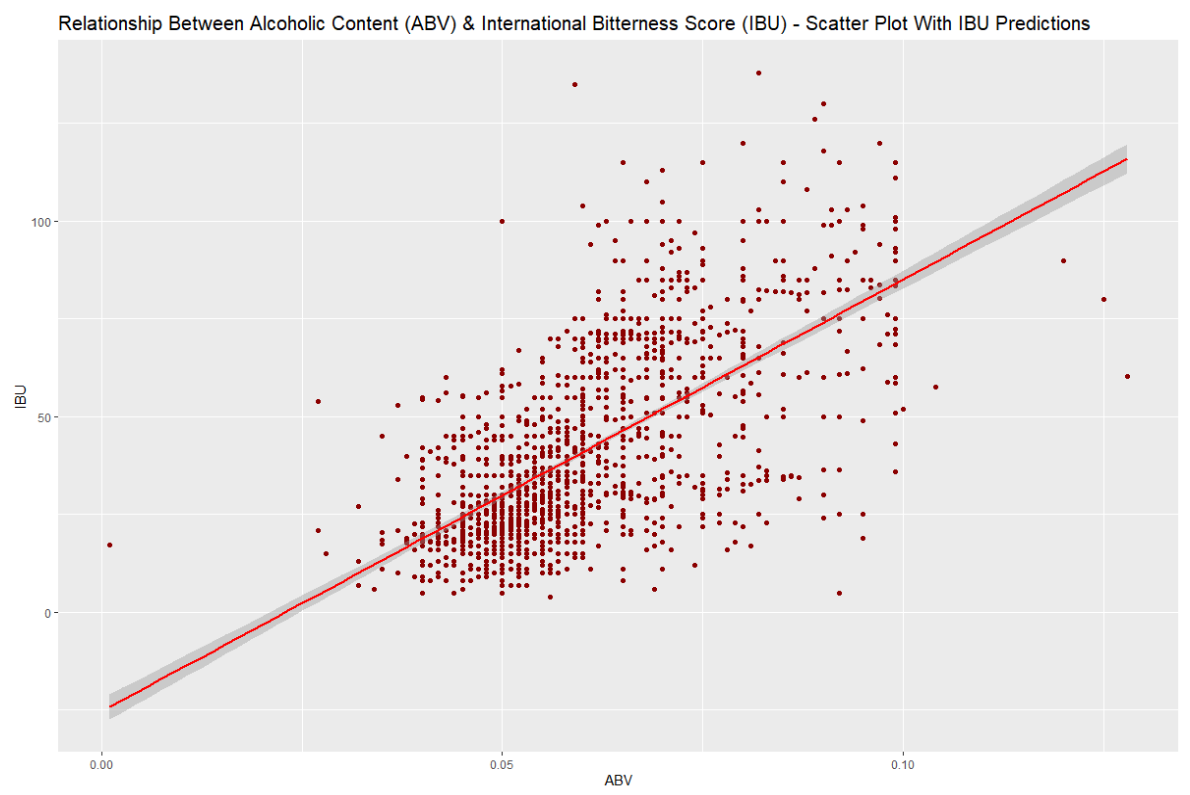 Relationship Between Alcoholic Content (ABV) & International Bitterness Score (IBU) - Scatter Plot With IBU Predictions
100
50
0
IBU
0.00
0.05
0.10
ABV